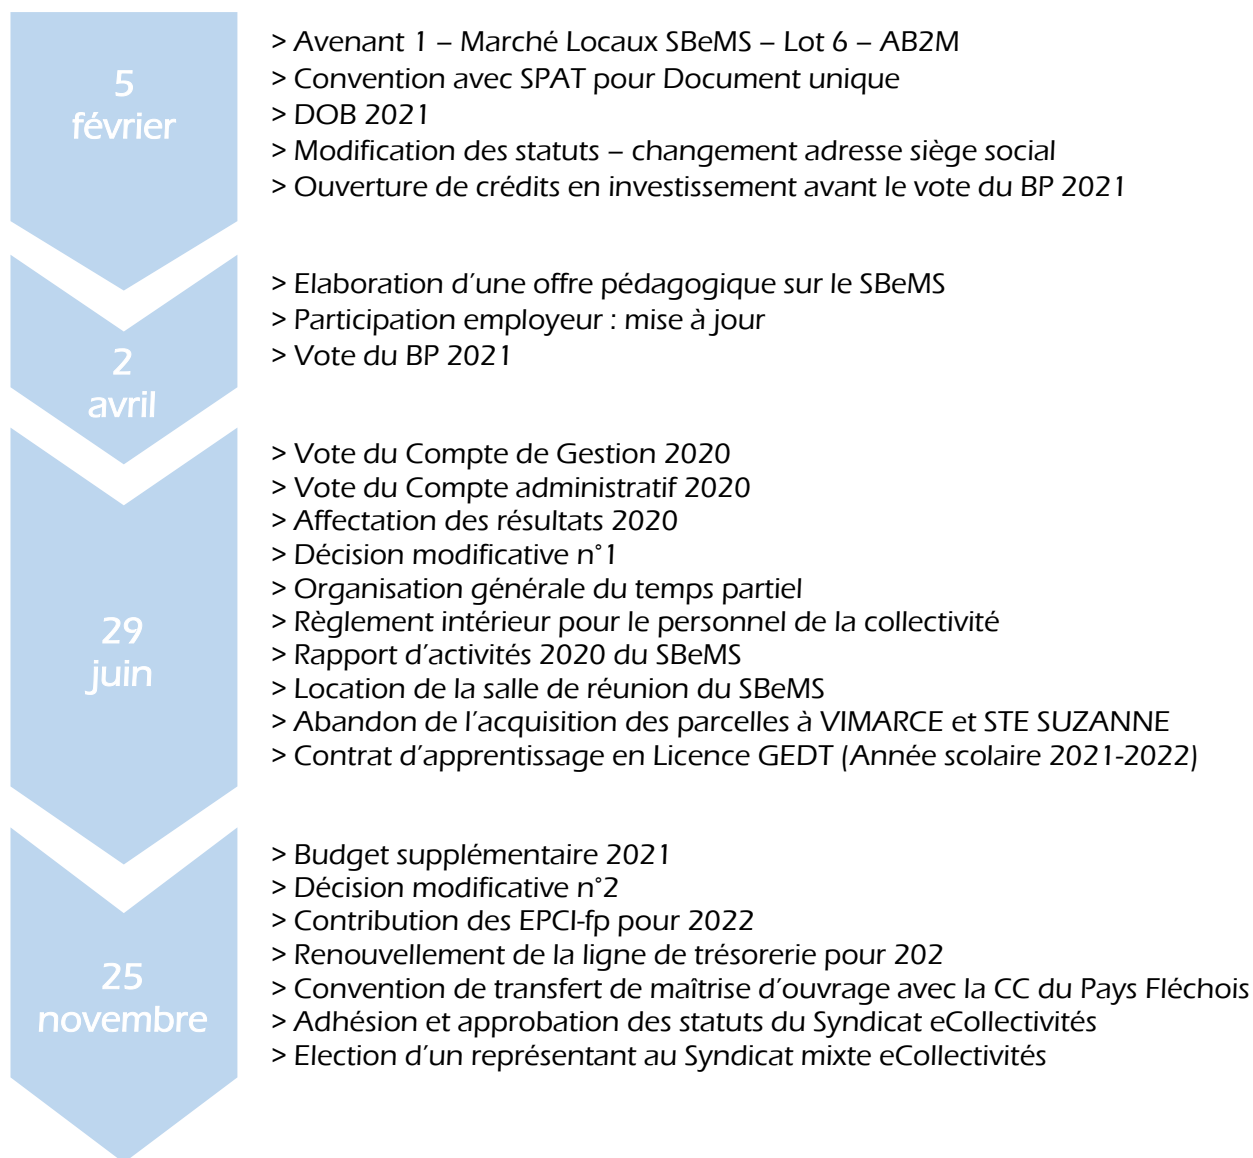 5
février
> Avenant 1 – Marché Locaux SBeMS – Lot 6 – AB2M
> Convention avec SPAT pour Document unique
> DOB 2021
> Modification des statuts – changement adresse siège social
> Ouverture de crédits en investissement avant le vote du BP 2021
2
avril
> Elaboration d’une offre pédagogique sur le SBeMS
> Participation employeur : mise à jour
> Vote du BP 2021
29
juin
> Vote du Compte de Gestion 2020
> Vote du Compte administratif 2020
> Affectation des résultats 2020
> Décision modificative n°1
> Organisation générale du temps partiel
> Règlement intérieur pour le personnel de la collectivité
> Rapport d’activités 2020 du SBeMS
> Location de la salle de réunion du SBeMS
> Abandon de l’acquisition des parcelles à VIMARCE et STE SUZANNE
> Contrat d’apprentissage en Licence GEDT (Année scolaire 2021-2022)
25
novembre
> Budget supplémentaire 2021
> Décision modificative n°2
> Contribution des EPCI-fp pour 2022
> Renouvellement de la ligne de trésorerie pour 202
> Convention de transfert de maîtrise d’ouvrage avec la CC du Pays Fléchois
> Adhésion et approbation des statuts du Syndicat eCollectivités
> Election d’un représentant au Syndicat mixte eCollectivités